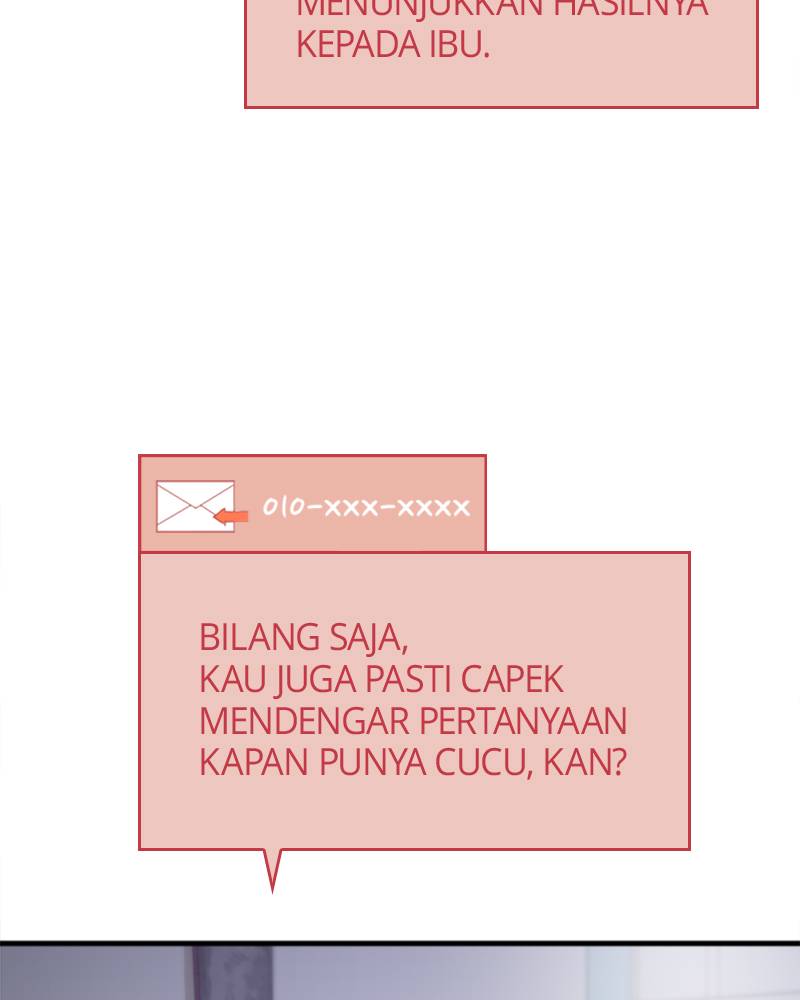 MENUNJUKKAN HASILNYA
KEPADA IBU.
010-xxx-xxxx
BILANG SAJA,
KAU JUGA PASTI CAPEK
MENDENGAR PERTANYAAN
KAPAN PUNYA CUCU, KAN?